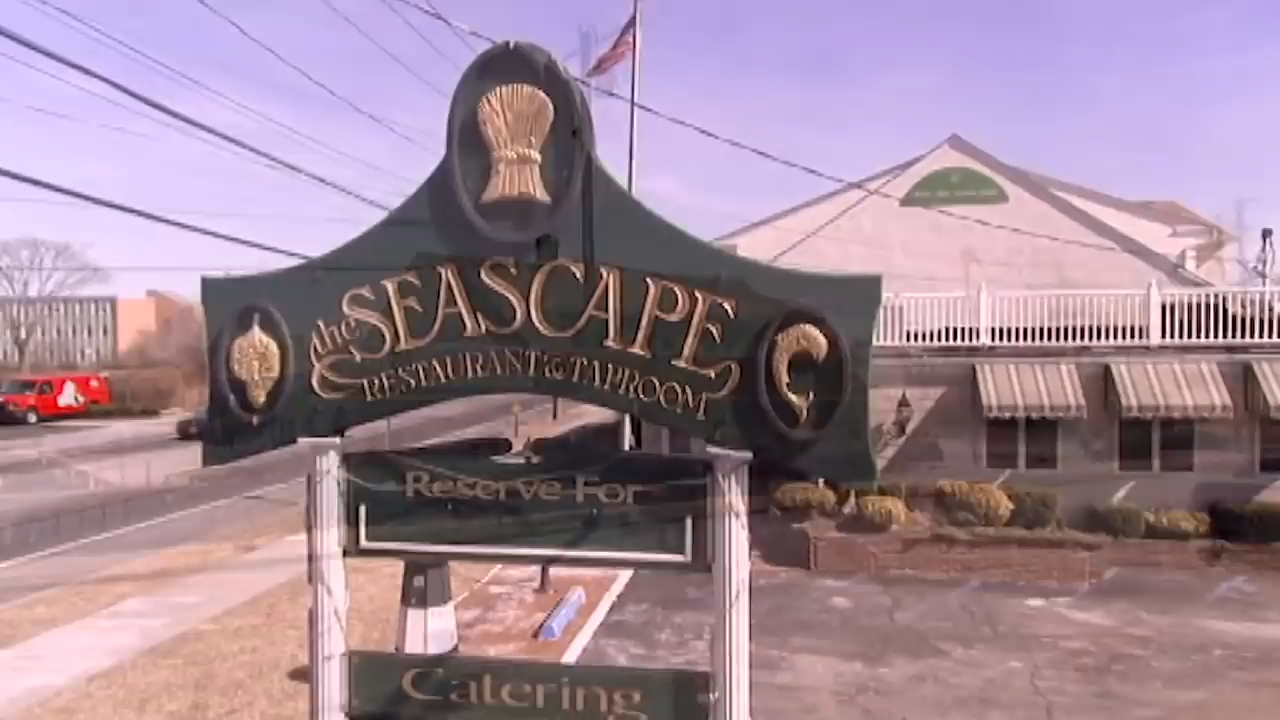 the SEASCAPE
RESTAURANT & TAPROOM
Reserve For
Catering